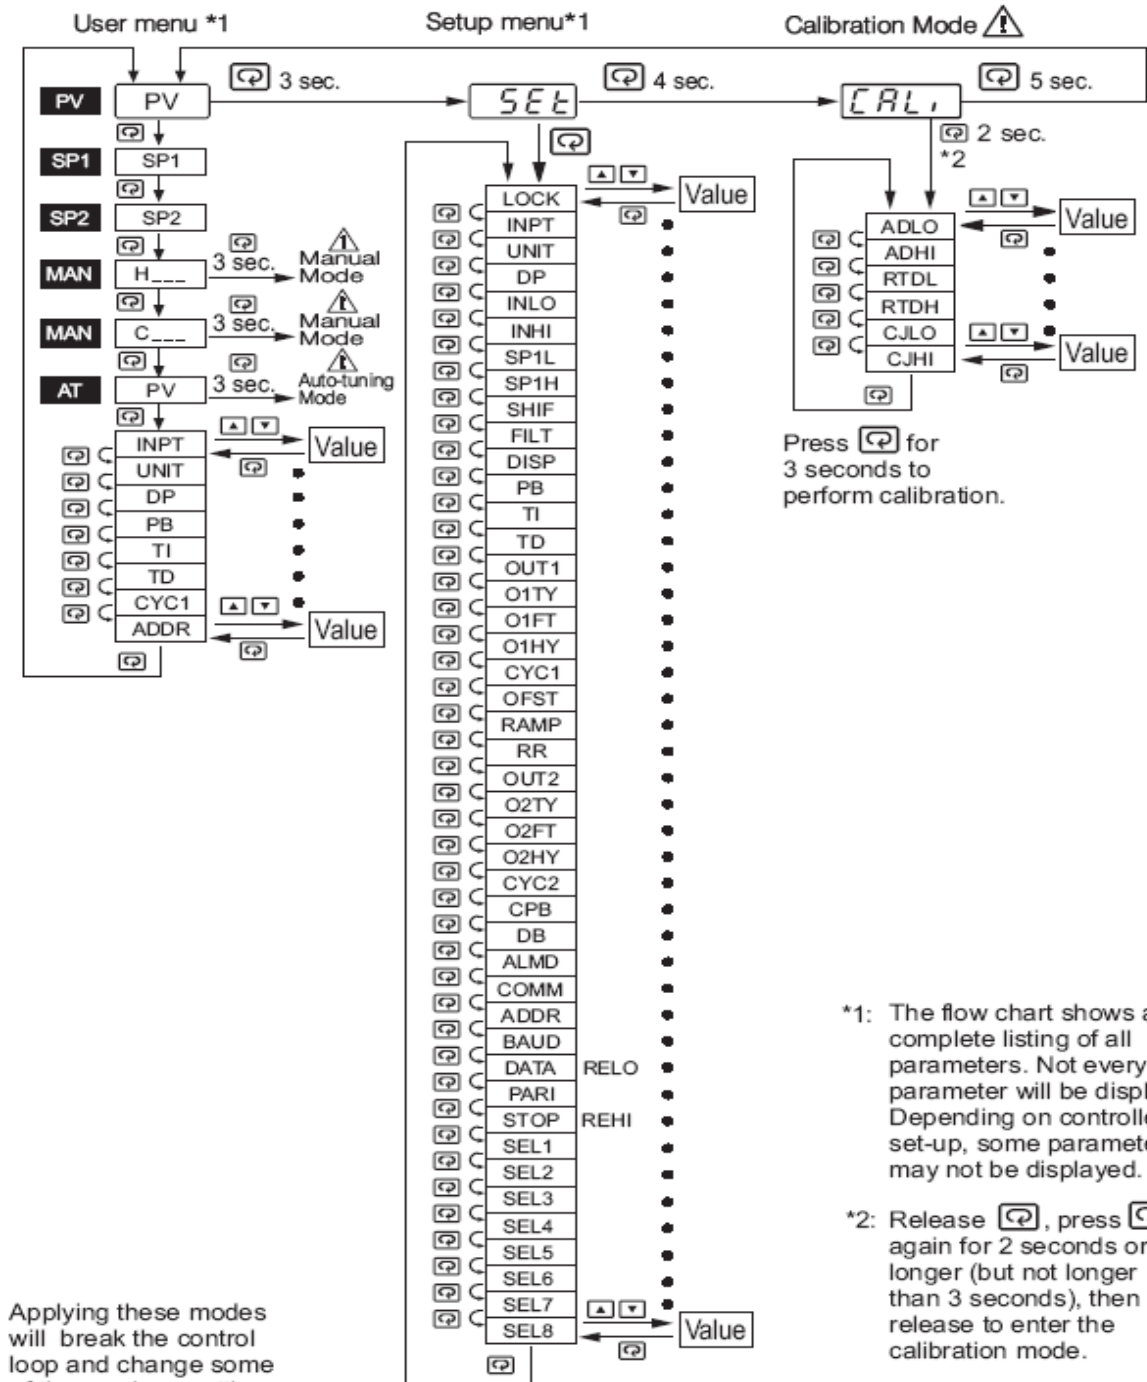 User menu *1
Setup menu*1
Calibration Mode
3 sec.
4 sec.
5 sec.
PV
PV
SEt
CALi
2 sec.
*2
SP1
SP1
SP2
SP2
MAN
H___
3 sec.
Manual
Mode
MAN
C___
3 sec.
Manual
Mode
AT
PV
3 sec.
Auto-tuning
Mode
INPT
Value
UNIT
DP
PB
TI
TD
CYC1
ADDR
Value
LOCK
Value
INPT
UNIT
DP
INLO
INHI
SP1L
SP1H
SHIF
FILT
DISP
PB
TI
TD
OUT1
O1TY
O1FT
O1HY
CYC1
OFST
RAMP
RR
OUT2
O2TY
O2FT
O2HY
CYC2
CPB
DB
ALMD
COMM
ADDR
BAUD
DATA RELO
PARI
STOP REHI
SEL1
SEL2
SEL3
SEL4
SEL5
SEL6
SEL7
SEL8
Value
ADLO
Value
ADHI
RTDL
RTDH
CJLO
CJHI
Value
Press for
3 seconds to
perform calibration.
*1: The flow chart shows a
complete listing of all
parameters. Not every
parameter will be
Depending on
set-up, some
may not be displayed.
*2: Release , press
again for 2 seconds or
longer (but not longer
than 3 seconds), then
release to enter the
calibration mode.
Applying these modes
will break the control
loop and change some